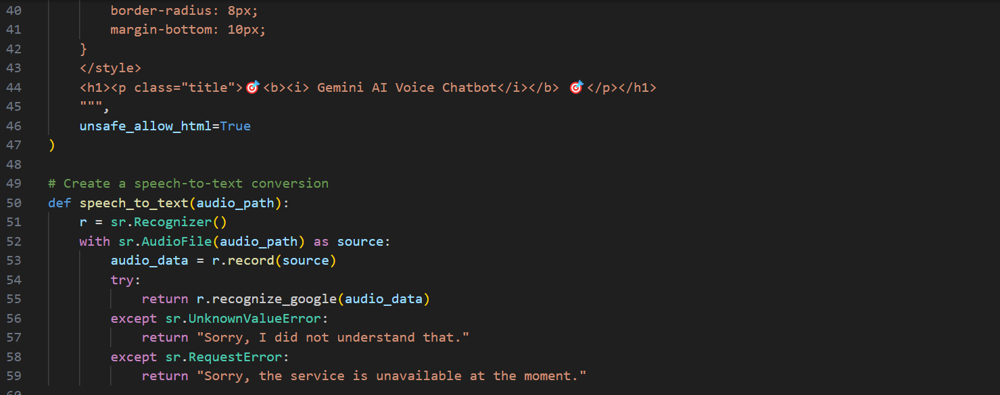 40 border-radius: 8px;
41 margin-bottom: 10px;
42 }
43 </style>
44 <h1><p class="title">🎯<b><i> Gemini AI Voice Chatbot</i></b> 🎯</p></h1>
45 """,
46 unsafe_allow_html=True
47 )
48
49 # Create a speech-to-text conversion
50 def speech_to_text(audio_path):
51 r = sr.Recognizer()
52 with sr.AudioFile(audio_path) as source:
53 audio_data = r.record(source)
54 try:
55 return r.recognize_google(audio_data)
56 except sr.UnknownValueError:
57 return "Sorry, I did not understand that."
58 except sr.RequestError:
59 return "Sorry, the service is unavailable at the moment."
60